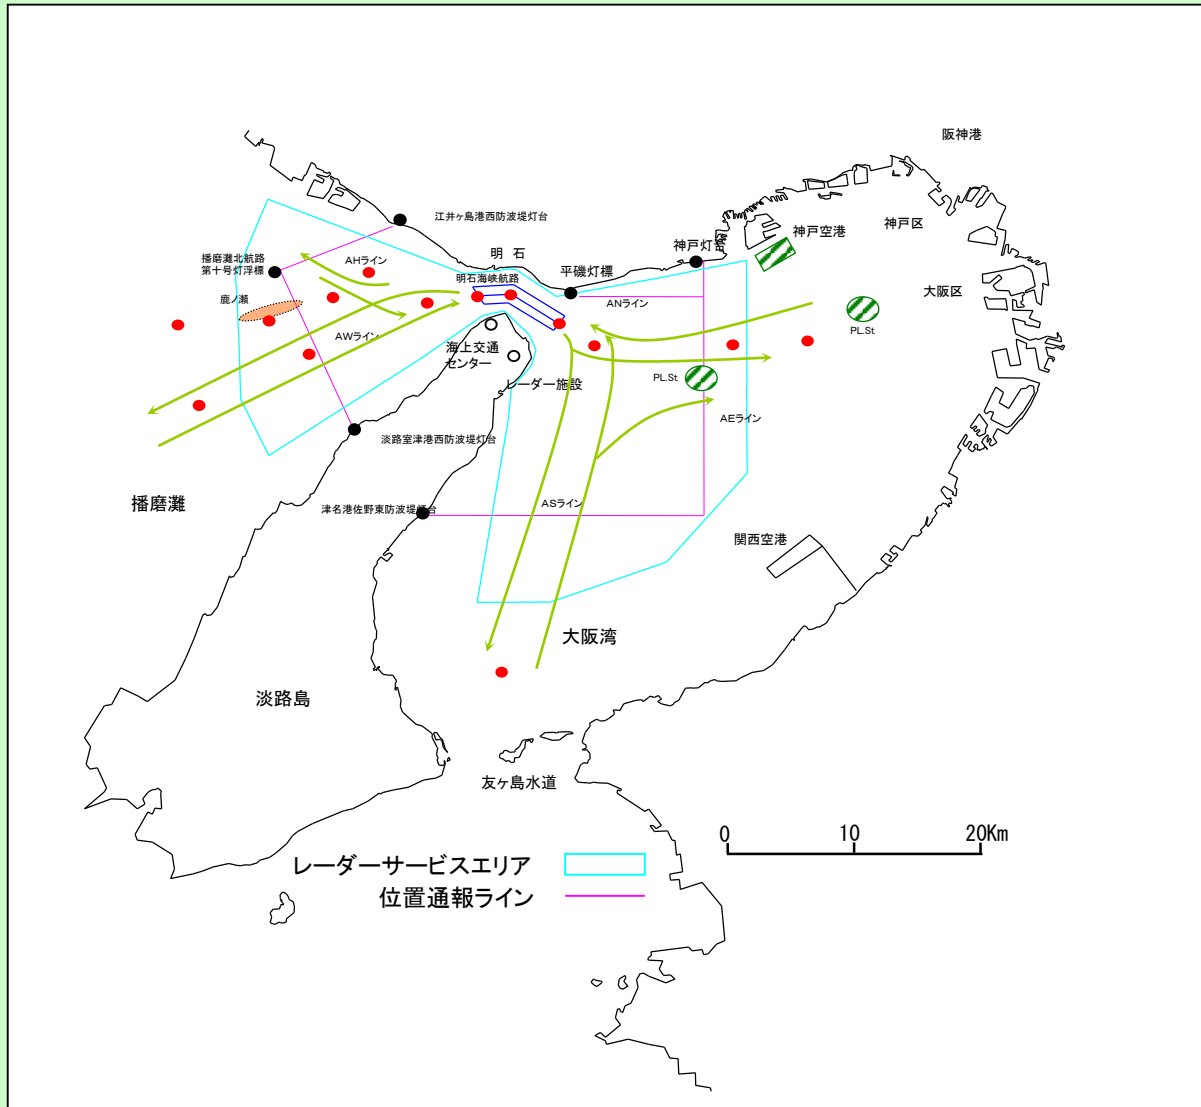 阪神港
江井ヶ島港西防波堤灯台
神戸区
神戸空港
神戸灯台
明 石
播磨灘北航路
第十号灯浮標
AHライン
平磯灯標
明石海峡航路
大阪区
鹿ノ瀬
ANライン
PL.St
AWライン
海上交通
センター
レーダー施設
PL.St
AEライン
淡路室津港西防波堤灯台
播磨灘
ASライン
津名港佐野東防波堤灯台
関西空港
大阪湾
淡路島
友ヶ島水道
0 10 20Km
レーダーサービスエリア
位置通報ライン